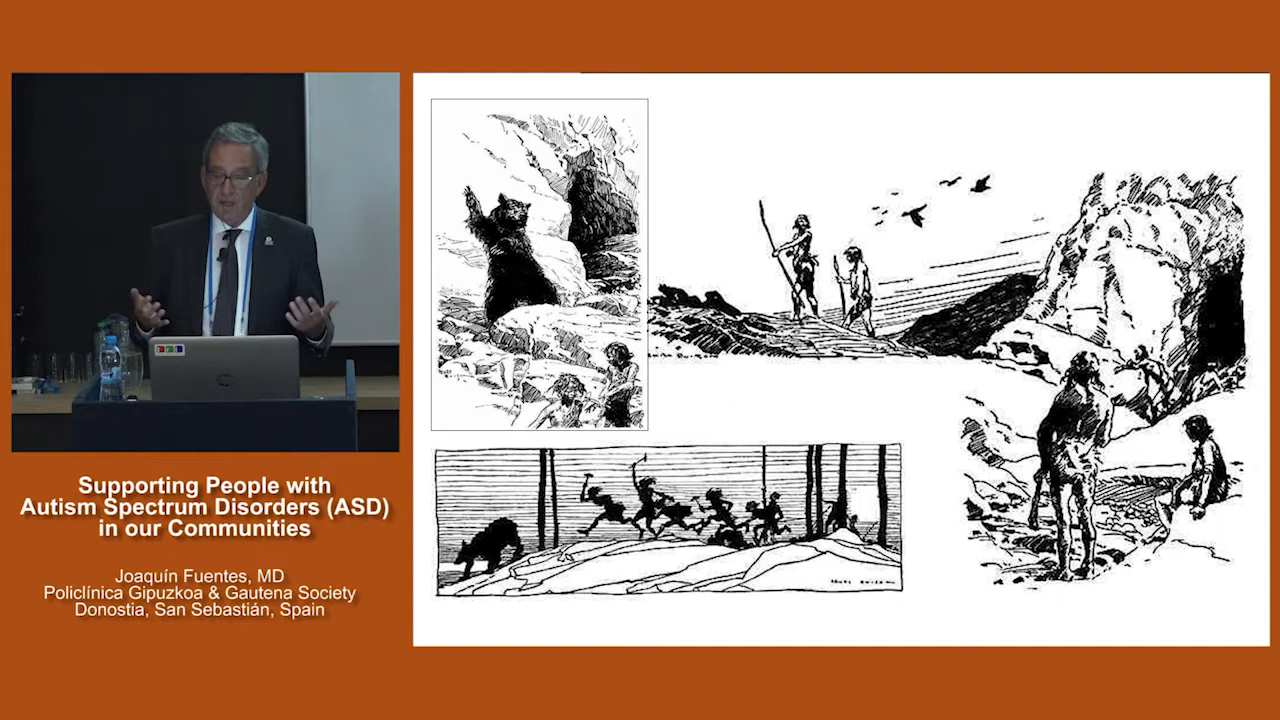 Supporting People with
Autism Spectrum Disorders (ASD)
in our Communities
Joaquín Fuentes, MD
Policlínica Gipuzkoa & Gautena Society
Donostia, San Sebastián, Spain